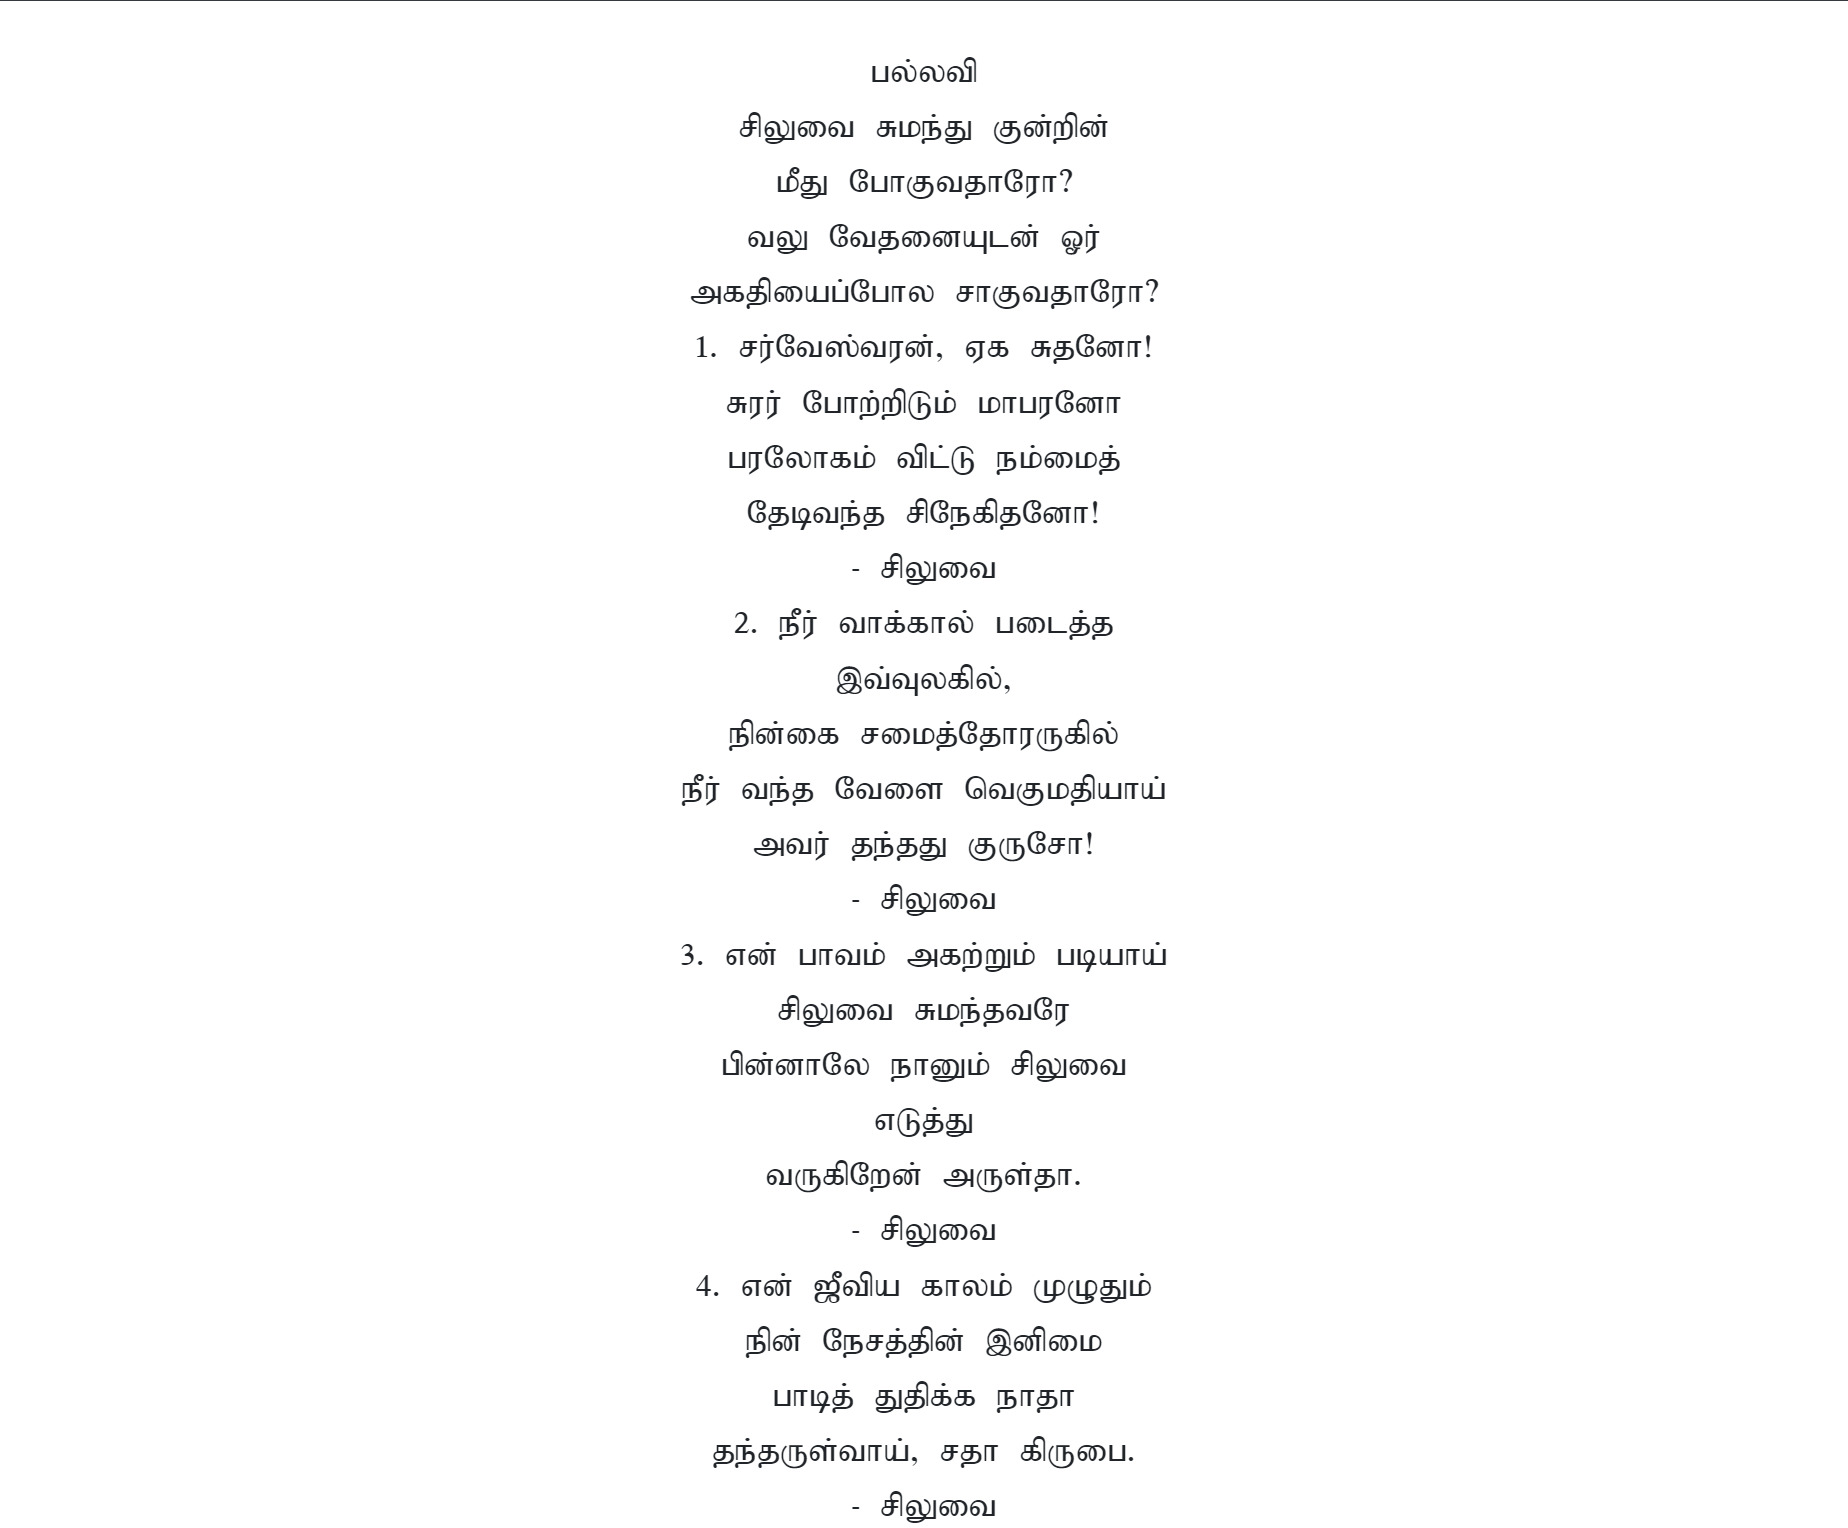 பல்லவி
சிலுவை சுமந்து குன்றின்
மீது போகுவதாரோ?
வலு வேதனையுடன் ஓர்
அகதியைப்போல சாகுவதாரோ?
1. சர்வேஸ்வரன், ஏக சுதனோ!
சுரர் போற்றிடும் மாபரனோ
பரலோகம் விட்டு நம்மைத்
தேடிவந்த சிநேகிதனோ!
- சிலுவை
2. நீர் வாக்கால் படைத்த
இவ்வுலகில்,
நின்கை சமைத்தோரருகில்
நீர் வந்த வேளை வெகுமதியாய்
அவர் தந்தது குருசோ!
- சிலுவை
3. என் பாவம் அகற்றும் படியாய்
சிலுவை சுமந்தவரே
பின்னாலே நானும் சிலுவை
எடுத்து
வருகிறேன் அருள்தா.
- சிலுவை
4. என் ஜீவிய காலம் முழுதும்
நின் நேசத்தின் இனிமை
பாடித் துதிக்க நாதா
தந்தருள்வாய், சதா கிருபை.
- சிலுவை